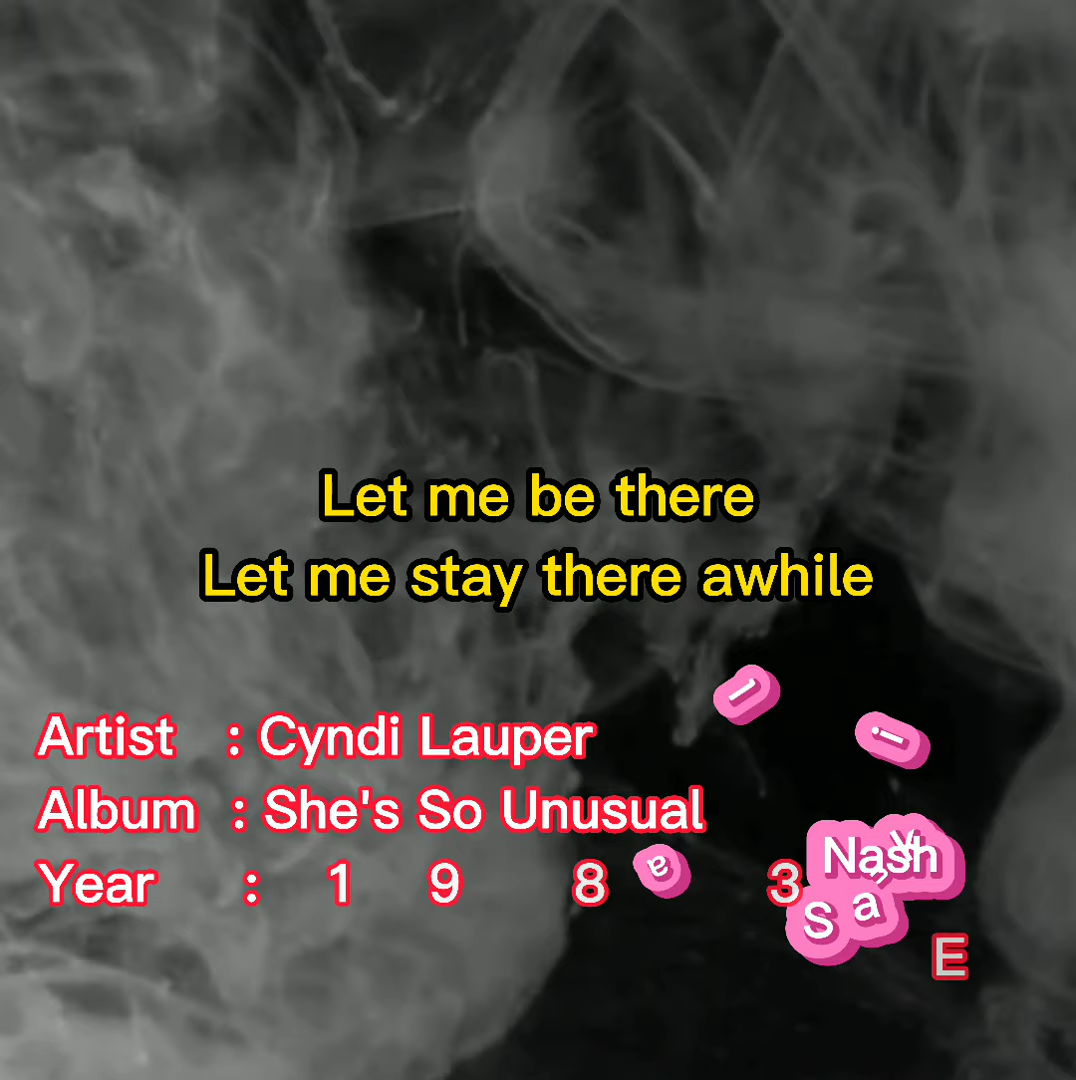 Let me be there
Let me stay there awhile
Artist : Cyndi Lauper
Album : She's So Unusual
Year : 1 9 8 3
Nash
S a
E